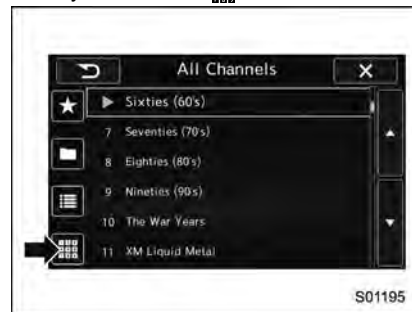 All Channels
Sixties (60's)
7 Seventies (70's)
8 Eighties (80's)
9 Nineties (90's)
10 The War Years
11 XM Liquid Metal
S01195